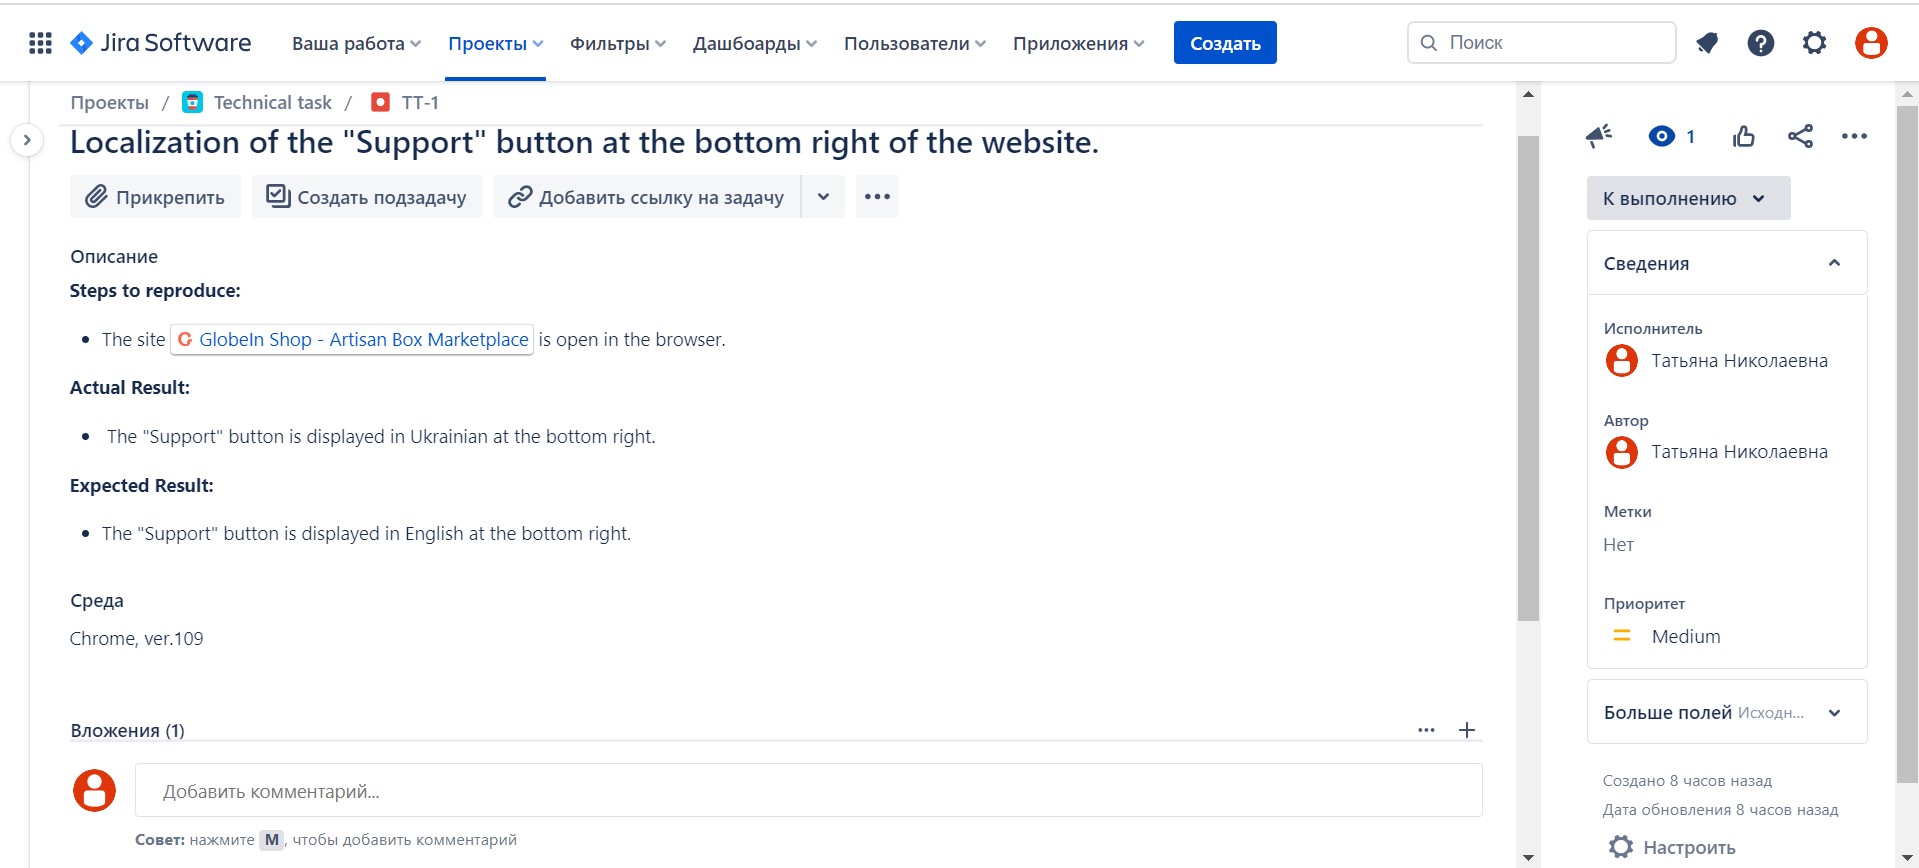 Jira Software Ваша работа Проекты Фильтры Дашбоарды Пользователи Приложения Создать Поиск
Проекты / Technical task / TT-1
1
Localization of the "Support" button at the bottom right of the website.
Прикрепить Создать подзадачу Добавить ссылку на задачу
К выполнению
Описание
Steps to reproduce:
The site GlobeIn Shop - Artisan Box Marketplace is open in the browser.
Actual Result:
The "Support" button is displayed in Ukrainian at the bottom right.
Expected Result:
The "Support" button is displayed in English at the bottom right.
Среда
Chrome, ver.109
Вложения (1)
Добавить комментарий...
Совет: нажмите M, чтобы добавить комментарий
Сведения
Исполнитель
Татьяна Николаевна
Автор
Татьяна Николаевна
Метки
Нет
Приоритет
Medium
Больше полей Исходн...
Создано 8 часов назад
Дата обновления 8 часов назад
Настроить